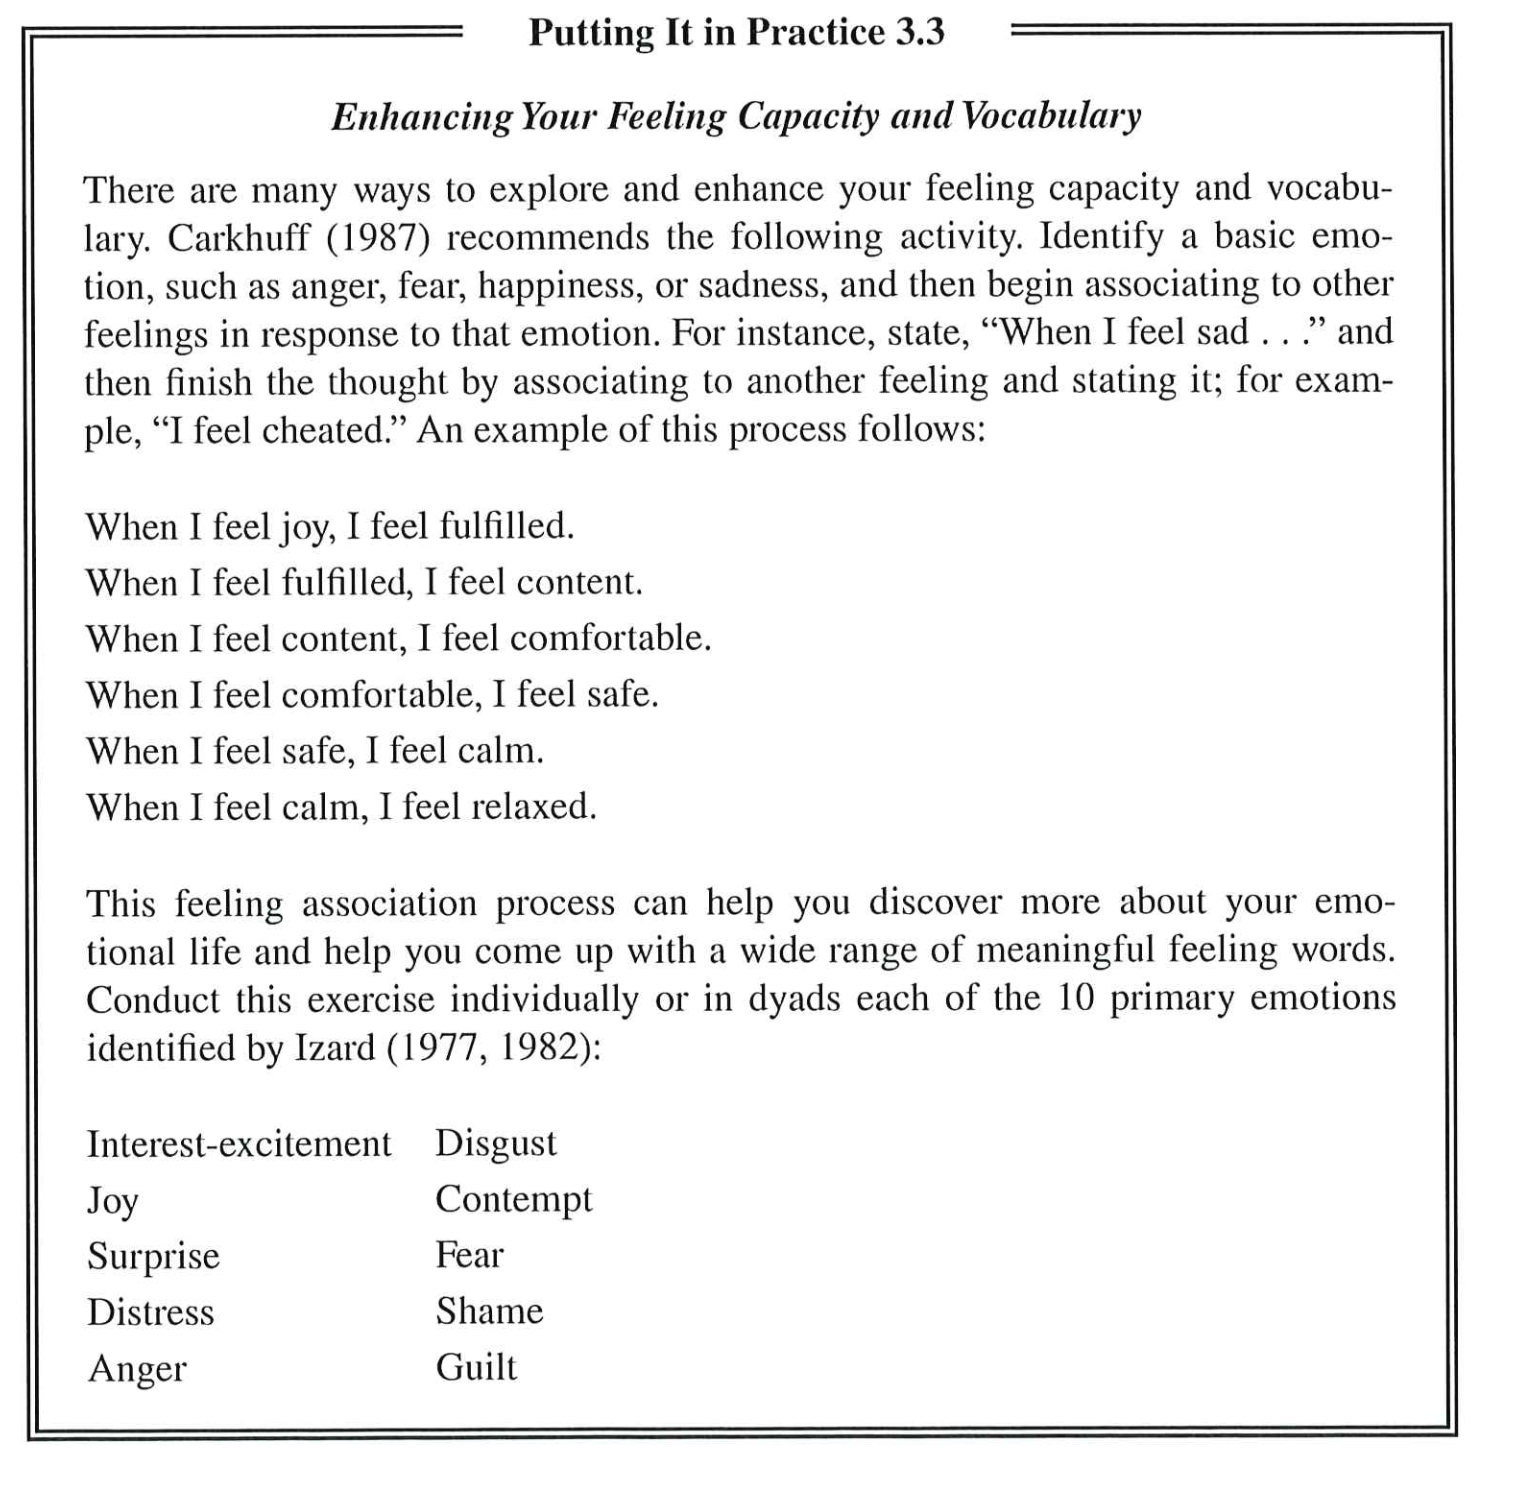 Putting It in Practice 3.3
Enhancing Your Feeling Capacity and Vocabulary
There are many ways to explore and enhance your feeling capacity and vocabu-
lary. Carkhuff (1987) recommends the following activity. Identify a basic emo-
tion, such as anger, fear, happiness, or sadness, and then begin associating to other
feelings in response to that emotion. For instance, state, “When I feel sad . . .” and
then finish the thought by associating to another feeling and stating it; for exam-
ple, “I feel cheated.” An example of this process follows:
When I feel joy, I feel fulfilled.
When I feel fulfilled, I feel content.
When I feel content, I feel comfortable.
When I feel comfortable, I feel safe.
When I feel safe, I feel calm.
When I feel calm, I feel relaxed.
This feeling association process can help you discover more about your emo-
tional life and help you come up with a wide range of meaningful feeling words.
Conduct this exercise individually or in dyads each of the 10 primary emotions
identified by Izard (1977, 1982):
Interest-excitement Disgust
Joy Contempt
Surprise Fear
Distress Shame
Anger Guilt